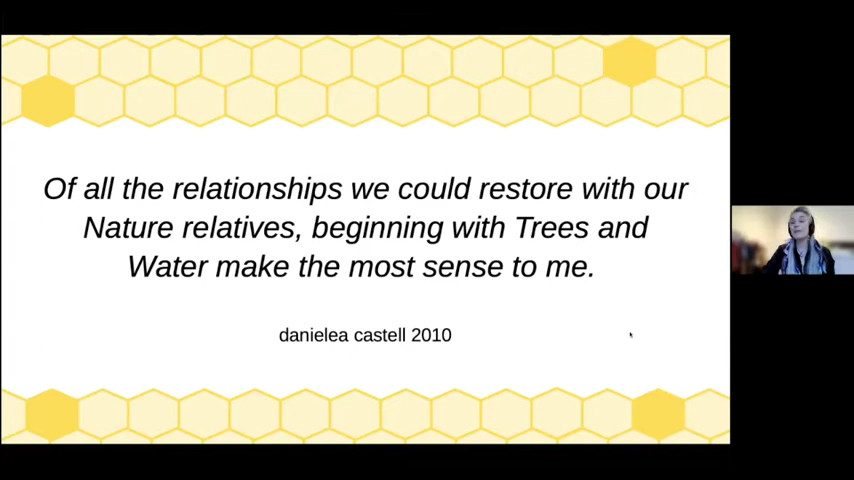 Of all the relationships we could restore with our
Nature relatives, beginning with Trees and
Water make the most sense to me.
danielea castell 2010